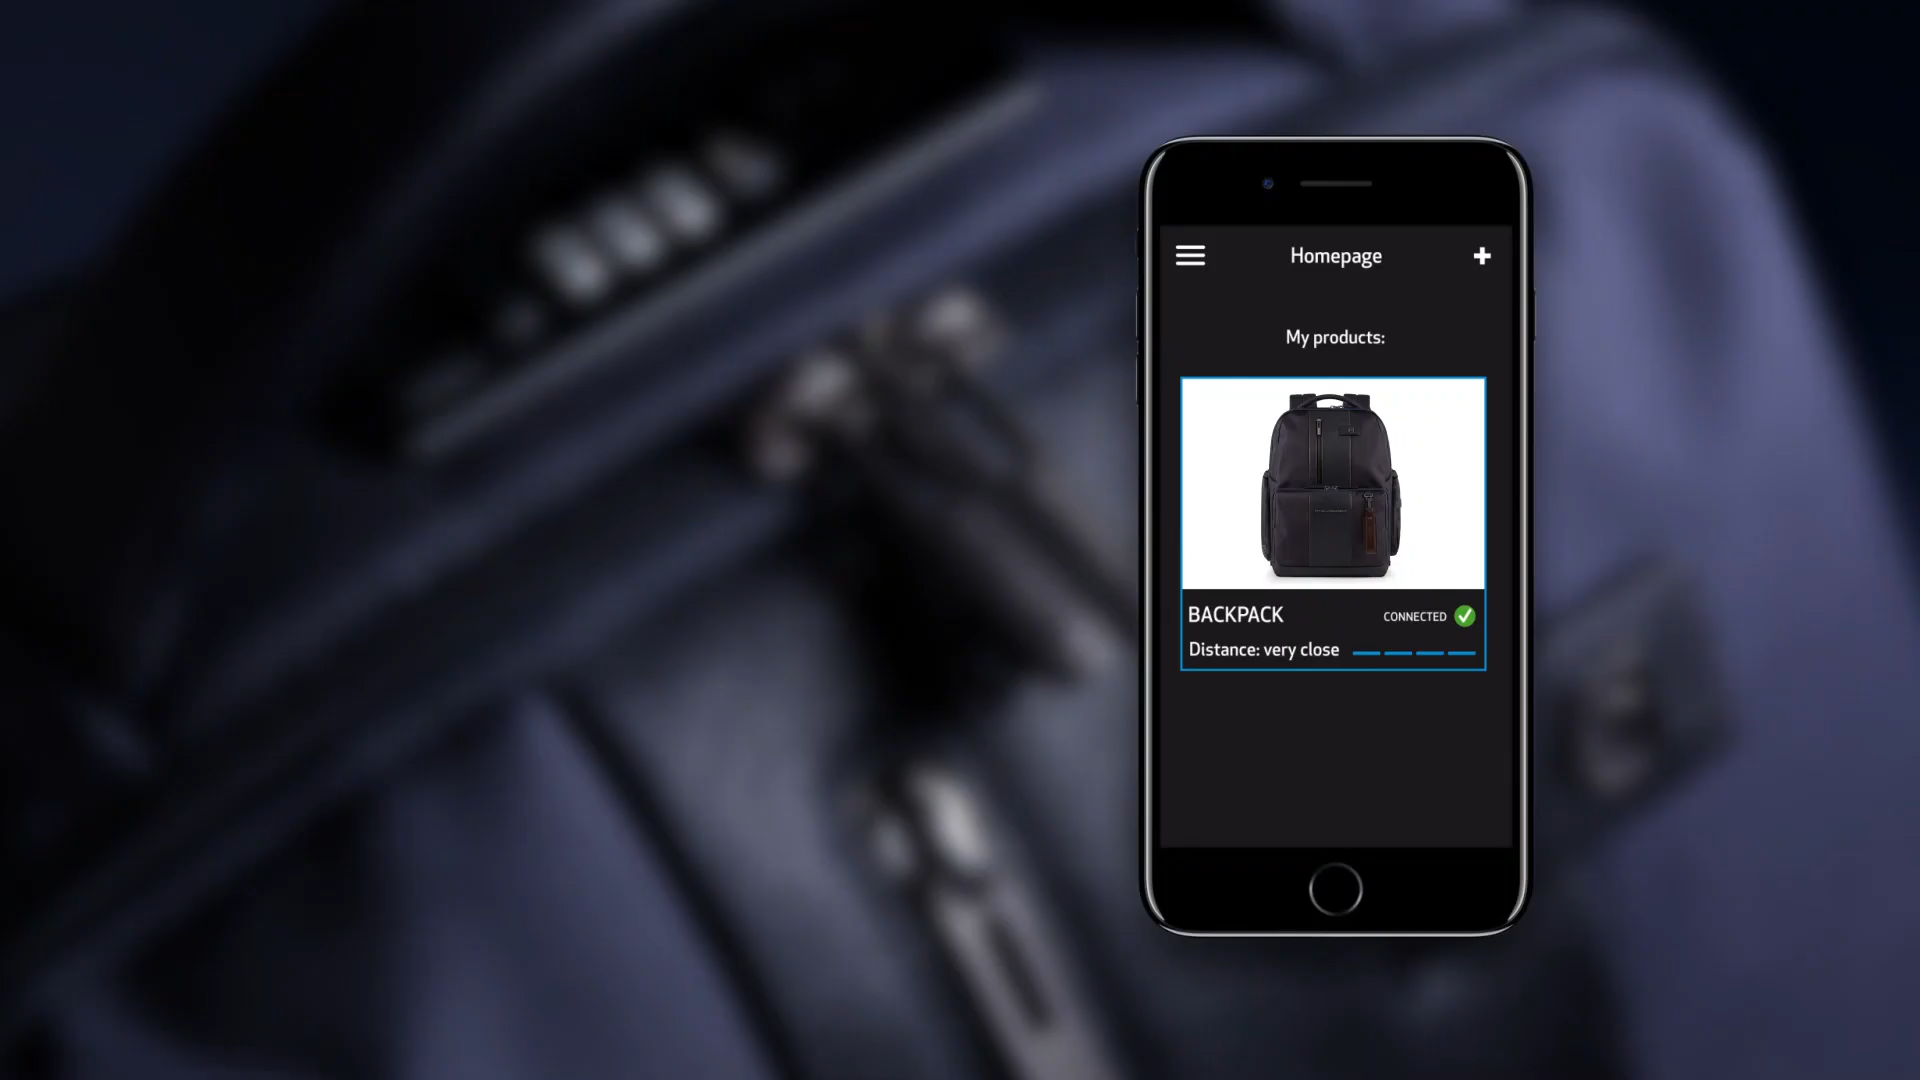 Homepage
My products:
BACKPACK
CONNECTED
Distance: very close